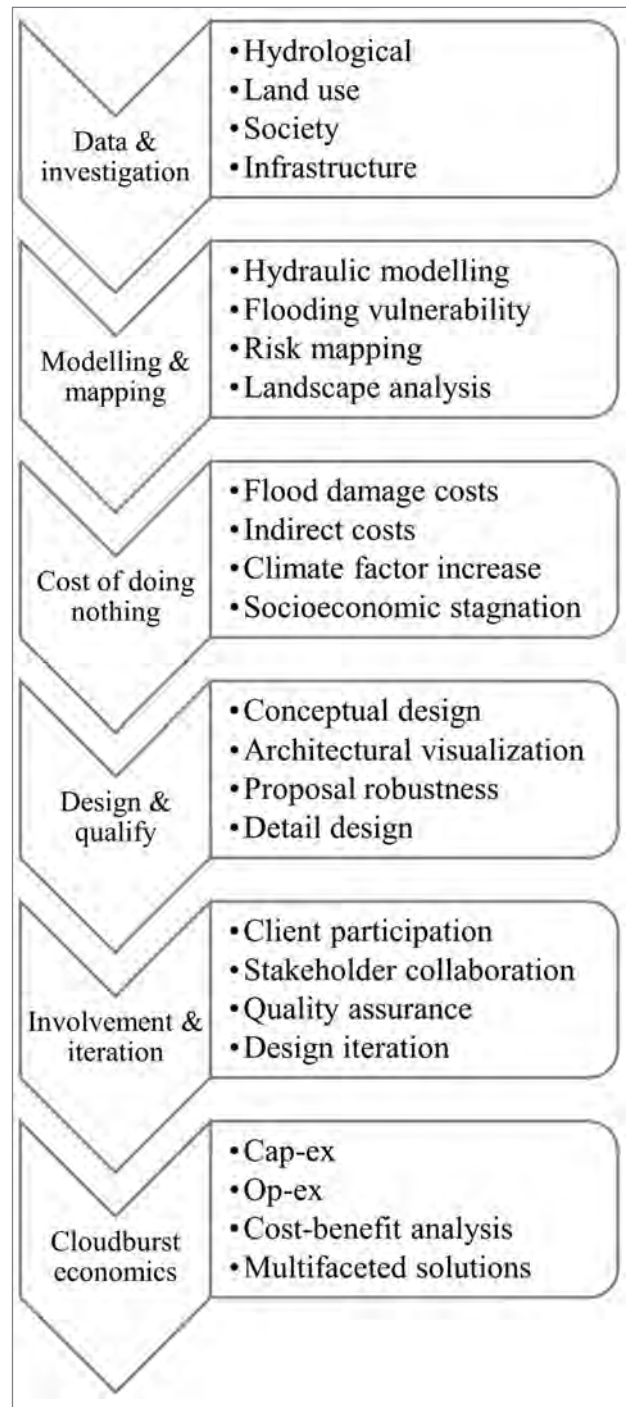 Data &
investigation
•Hydrological
•Land use
•Society
•Infrastructure
Modelling &
mapping
•Hydraulic modelling
•Flooding vulnerability
•Risk mapping
•Landscape analysis
Cost of doing
nothing
•Flood damage costs
•Indirect costs
•Climate factor increase
•Socioeconomic stagnation
Design &
qualify
•Conceptual design
•Architectural visualization
•Proposal robustness
•Detail design
Involvement &
iteration
•Client participation
•Stakeholder collaboration
•Quality assurance
•Design iteration
Cloudburst
economics
•Cap-ex
•Op-ex
•Cost-benefit analysis
•Multifaceted solutions